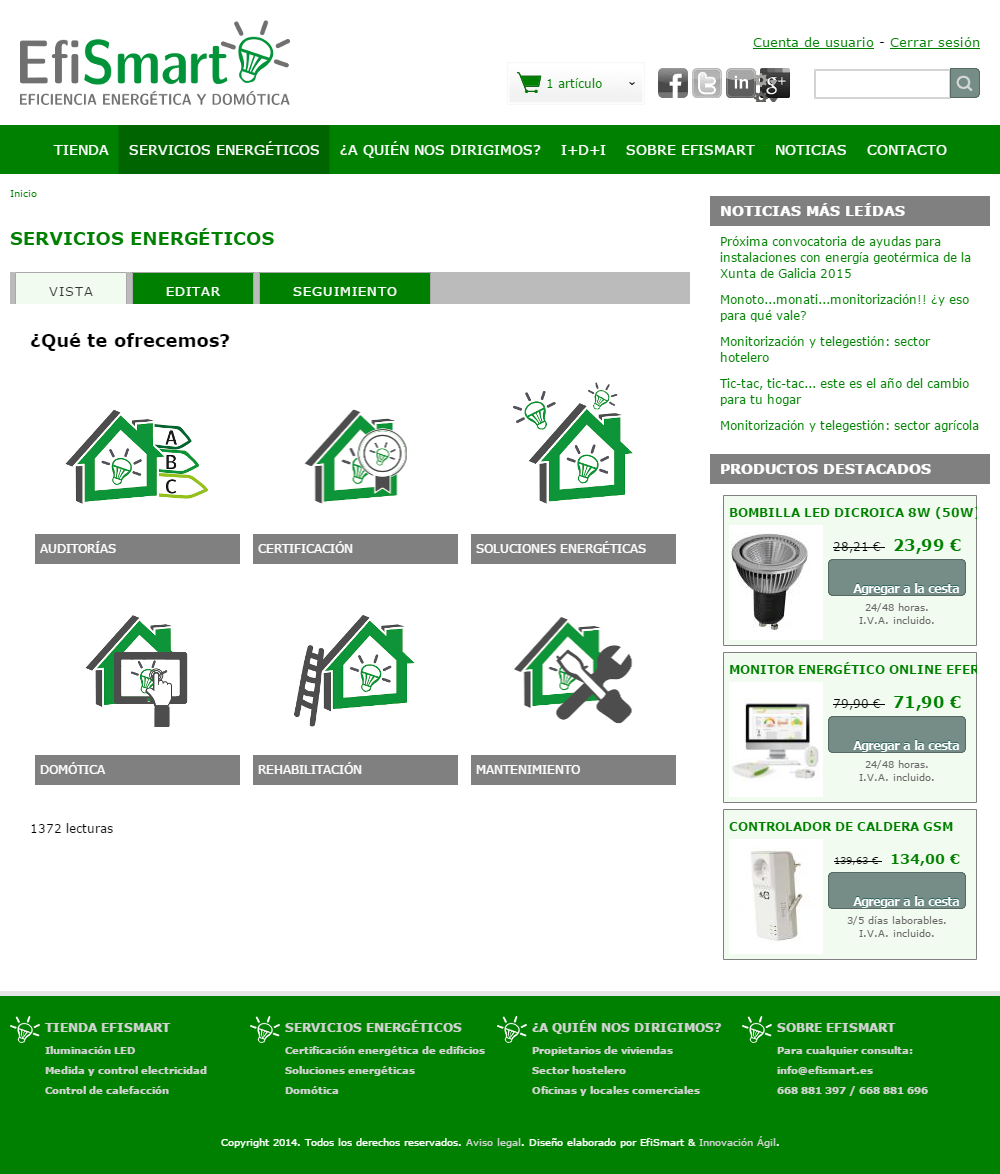 EfiSmart
EFICIENCIA ENERGÉTICA Y DOMÓTICA
Cuenta de usuario - Cerrar sesión
1 artículo
TIENDA SERVICIOS ENERGÉTICOS ¿A QUIÉN NOS DIRIGIMOS? I+D+I SOBRE EFISMART NOTICIAS CONTACTO
Inicio
SERVICIOS ENERGÉTICOS
VISTA EDITAR SEGUIMIENTO
¿Qué te ofrecemos?
A
B
C
AUDITORÍAS CERTIFICACIÓN SOLUCIONES ENERGÉTICAS
DOMÓTICA REHABILITACIÓN MANTENIMIENTO
1372 lecturas
NOTICIAS MÁS LEÍDAS
Próxima convocatoria de ayudas para
instalaciones con energía geotérmica de la
Xunta de Galicia 2015
Monoto...monati...monitorización!! ¿y eso
para qué vale?
Monitorización y telegestión: sector
hotelero
Tic-tac, tic-tac... este es el año del cambio
para tu hogar
Monitorización y telegestión: sector agrícola
PRODUCTOS DESTACADOS
BOMBILLA LED DICROICA 8W (50W)
28,21 € 23,99 €
Agregar a la cesta
24/48 horas.
I.V.A. incluido.
MONITOR ENERGÉTICO ONLINE EFER
79,90 € 71,90 €
Agregar a la cesta
24/48 horas.
I.V.A. incluido.
CONTROLADOR DE CALDERA GSM
139,63 € 134,00 €
Agregar a la cesta
3/5 días laborables.
I.V.A. incluido.
TIENDA EFISMART
Iluminación LED
Medida y control electricidad
Control de calefacción
SERVICIOS ENERGÉTICOS
Certificación energética de edificios
Soluciones energéticas
Domótica
¿A QUIÉN NOS DIRIGIMOS?
Propietarios de viviendas
Sector hostelero
Oficinas y locales comerciales
SOBRE EFISMART
Para cualquier consulta:
info@efismart.es
668 881 397 / 668 881 696
Copyright 2014. Todos los derechos reservados. Aviso legal. Diseño elaborado por EfiSmart & Innovación Ágil.